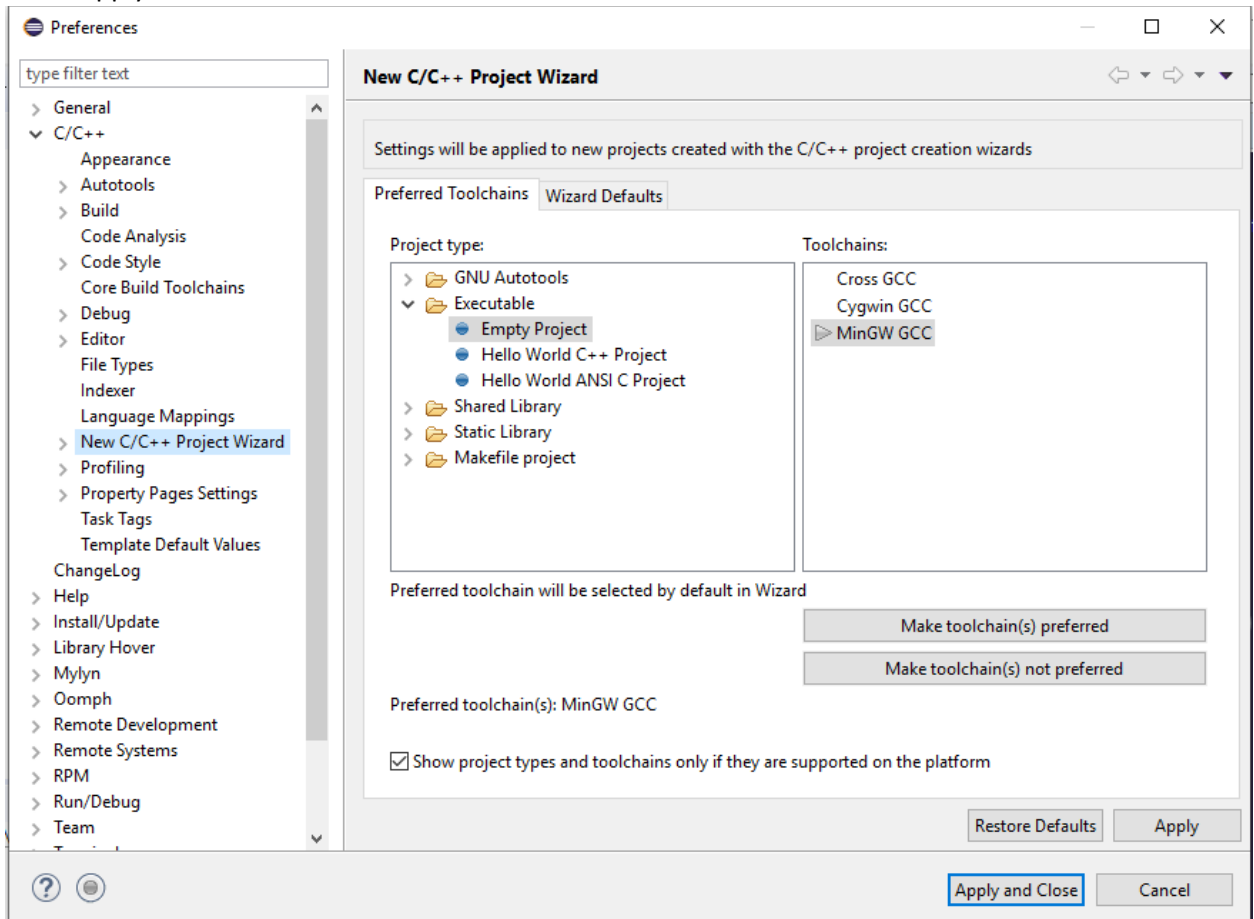 Preferences
type filter text
General
C/C++
Appearance
Autotools
Build
Code Analysis
Code Style
Core Build Toolchains
Debug
Editor
File Types
Indexer
Language Mappings
New C/C++ Project Wizard
Profiling
Property Pages Settings
Task Tags
Template Default Values
ChangeLog
Help
Install/Update
Library Hover
Mylyn
Oomph
Remote Development
Remote Systems
RPM
Run/Debug
Team
New C/C++ Project Wizard
Settings will be applied to new projects created with the C/C++ project creation wizards
Preferred Toolchains Wizard Defaults
Project type:
GNU Autotools
Executable
Empty Project
Hello World C++ Project
Hello World ANSI C Project
Shared Library
Static Library
Makefile project
Toolchains:
Cross GCC
Cygwin GCC
MinGW GCC
Preferred toolchain will be selected by default in Wizard
Make toolchain(s) preferred
Make toolchain(s) not preferred
Preferred toolchain(s): MinGW GCC
Show project types and toolchains only if they are supported on the platform
Restore Defaults Apply
Apply and Close Cancel